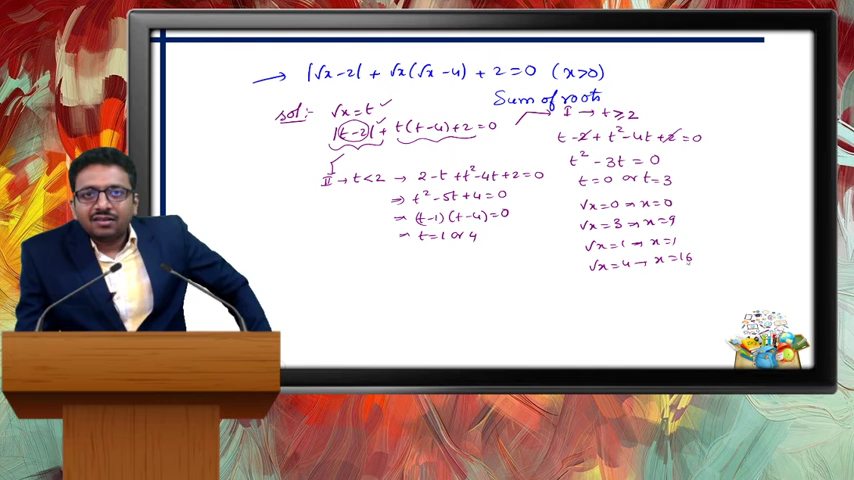 → |√x-2| + √x(√x-4) + 2 = 0 (x>0)
Sum of roots
Sol:- √x = t ✓
|t-2| + t(t-4)+2 = 0
I → t ≥ 2
t - 2 + t² - 4t + 2 = 0
t² - 3t = 0
t = 0 or t = 3
√x = 0 → x = 0
√x = 3 → x = 9
√x = 1 → x = 1
√x = 4 → x = 16
I
II → t < 2 → 2 - t + t² - 4t + 2 = 0
⇒ t² - 5t + 4 = 0
⇒ (t-1)(t-4) = 0
⇒ t = 1 or 4